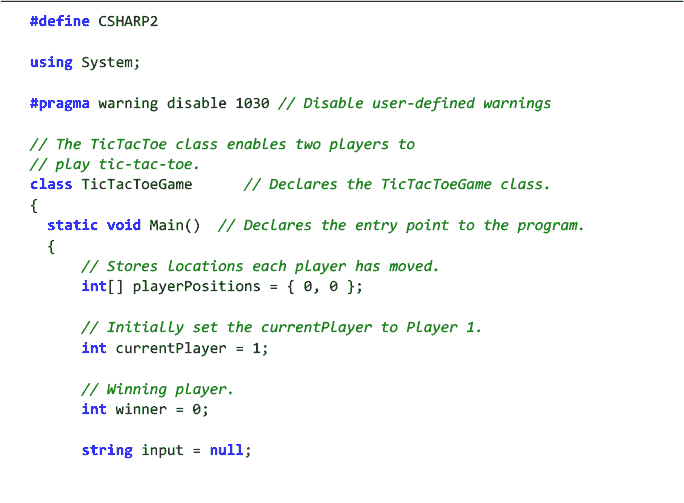 #define CSHARP2
using System;
#pragma warning disable 1030 // Disable user-defined warnings
// The TicTacToe class enables two players to
// play tic-tac-toe.
class TicTacToeGame      // Declares the TicTacToeGame class.
{
  static void Main()  // Declares the entry point to the program.
  {
      // Stores locations each player has moved.
      int[] playerPositions = { 0, 0 };
      // Initially set the currentPlayer to Player 1.
      int currentPlayer = 1;
      // Winning player.
      int winner = 0;
      string input = null;